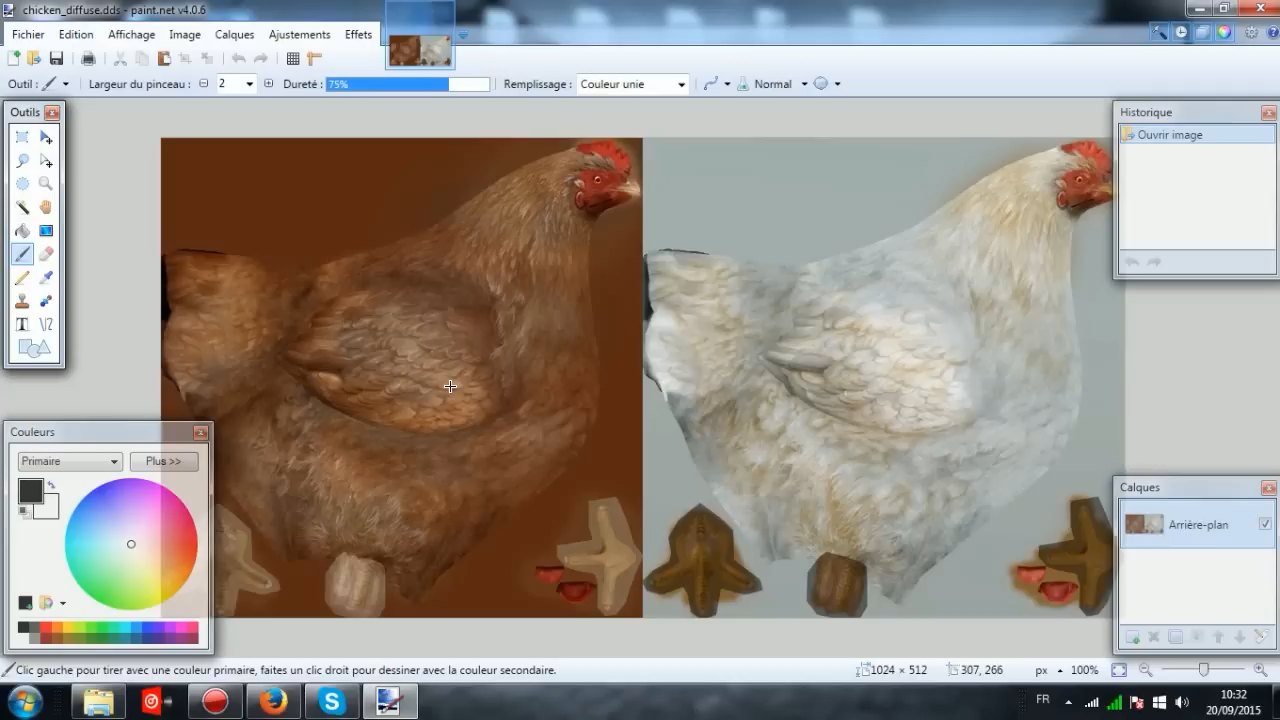 chicken_diffuse.dds - paint.net v4.0.6
Fichier Edition Affichage Image Calques Ajustements Effets
Outil : Largeur du pinceau : 2 Dureté : 75% Remplissage : Couleur unie Normal
Outils
Historique
Ouvrir image
Couleurs
Primaire Plus >>
Calques
Arrière-plan
Clic gauche pour tirer avec une couleur primaire, faites un clic droit pour dessiner avec la couleur secondaire.
1024 × 512 307, 266 px 100%
FR 10:32
20/09/2015